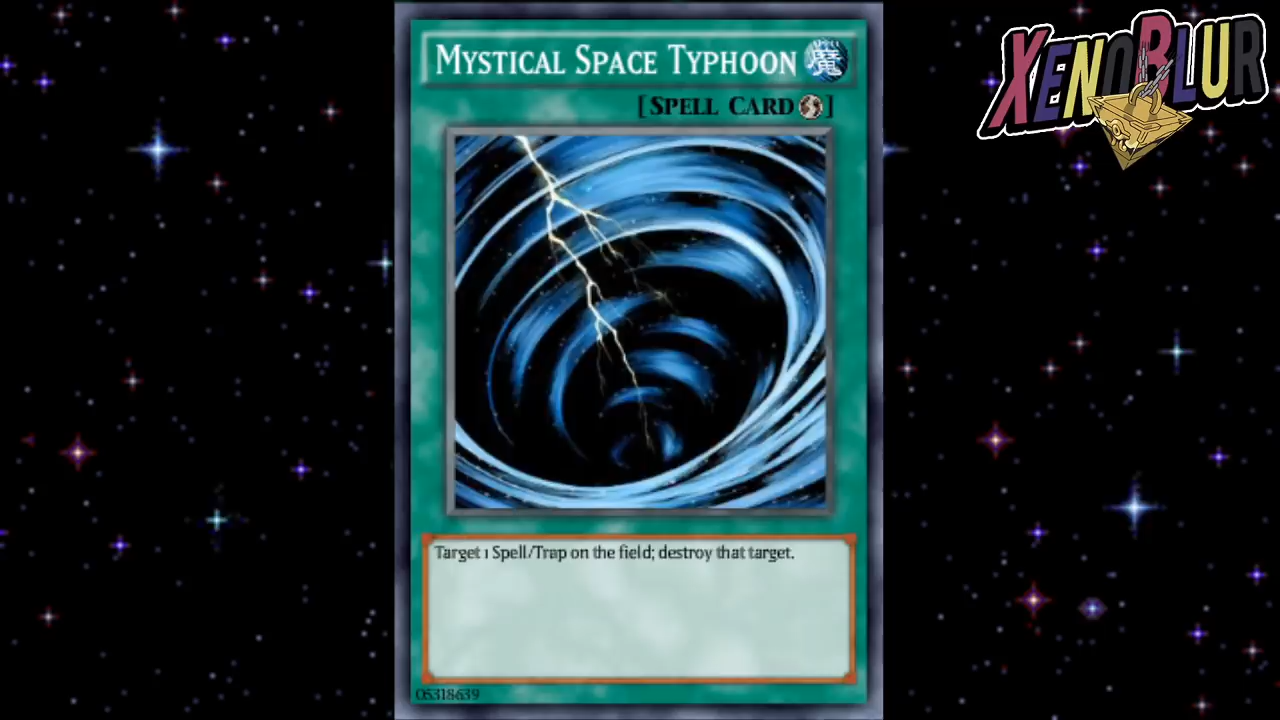 MYSTICAL SPACE TYPHOON 魔
XENOBLUR
[SPELL CARD]
Target 1 Spell/Trap on the field; destroy that target.
05318639